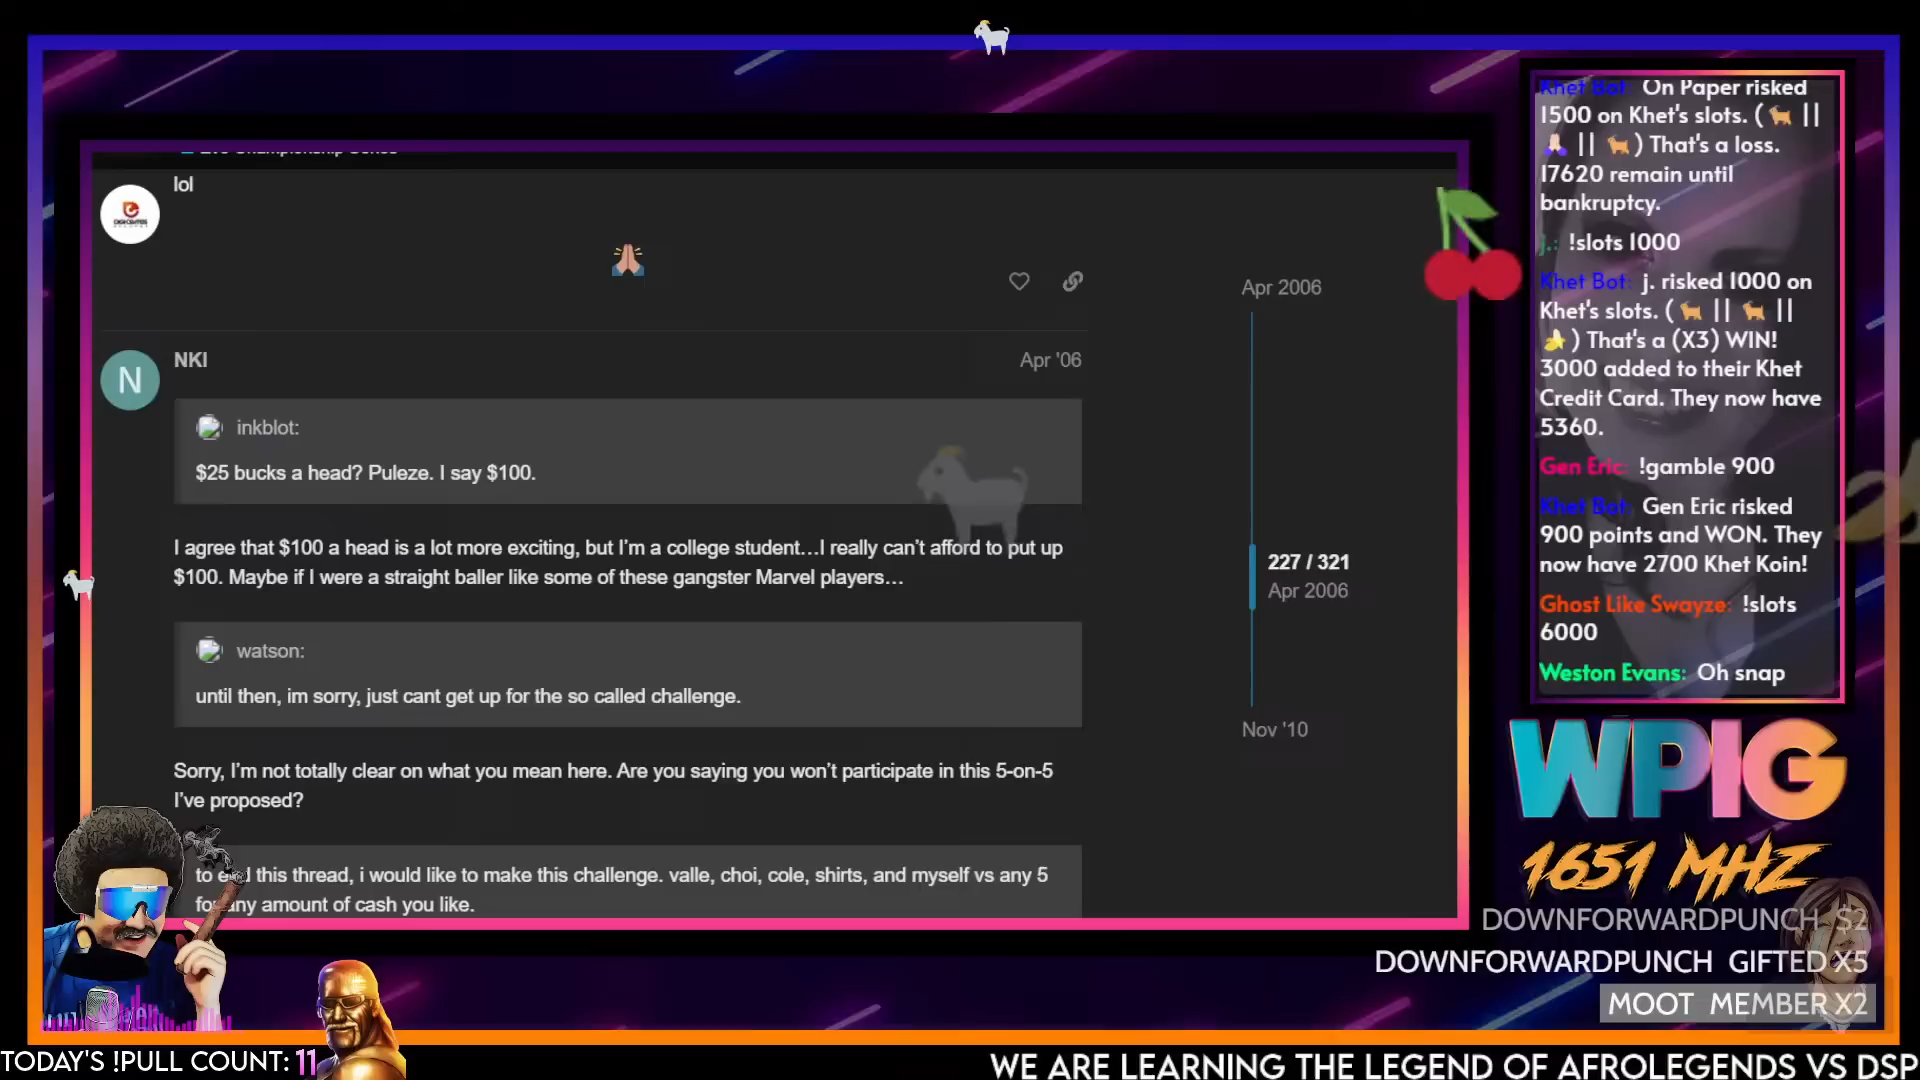 lol
Apr 2006
NKI
Apr '06
inkblot:
$25 bucks a head? Puleze. I say $100.
I agree that $100 a head is a lot more exciting, but I’m a college student…I really can’t afford to put up
$100. Maybe if I were a straight baller like some of these gangster Marvel players…
227 / 321
Apr 2006
watson:
until then, im sorry, just cant get up for the so called challenge.
Nov '10
Sorry, I’m not totally clear on what you mean here. Are you saying you won’t participate in this 5-on-5
I’ve proposed?
this thread, i would like to make this challenge. valle, choi, cole, shirts, and myself vs any 5
any amount of cash you like.
N
Khet Bot: On Paper risked
1500 on Khet's slots. ( ||
|| ) That's a loss.
17620 remain until
bankruptcy.
j.: !slots 1000
Khet Bot: j. risked 1000 on
Khet's slots. ( || ||
) That's a (X3) WIN!
3000 added to their Khet
Credit Card. They now have
5360.
Gen Eric: !gamble 900
Khet Bot: Gen Eric risked
900 points and WON. They
now have 2700 Khet Koin!
Ghost Like Swayze: !slots
6000
Weston Evans: Oh snap
WPIG
1651 MHZ
DOWNFORWARDPUNCH $2
DOWNFORWARDPUNCH GIFTED X5
MOOT MEMBER X2
TODAY'S !PULL COUNT: 11
WE ARE LEARNING THE LEGEND OF AFROLEGENDS VS DSP